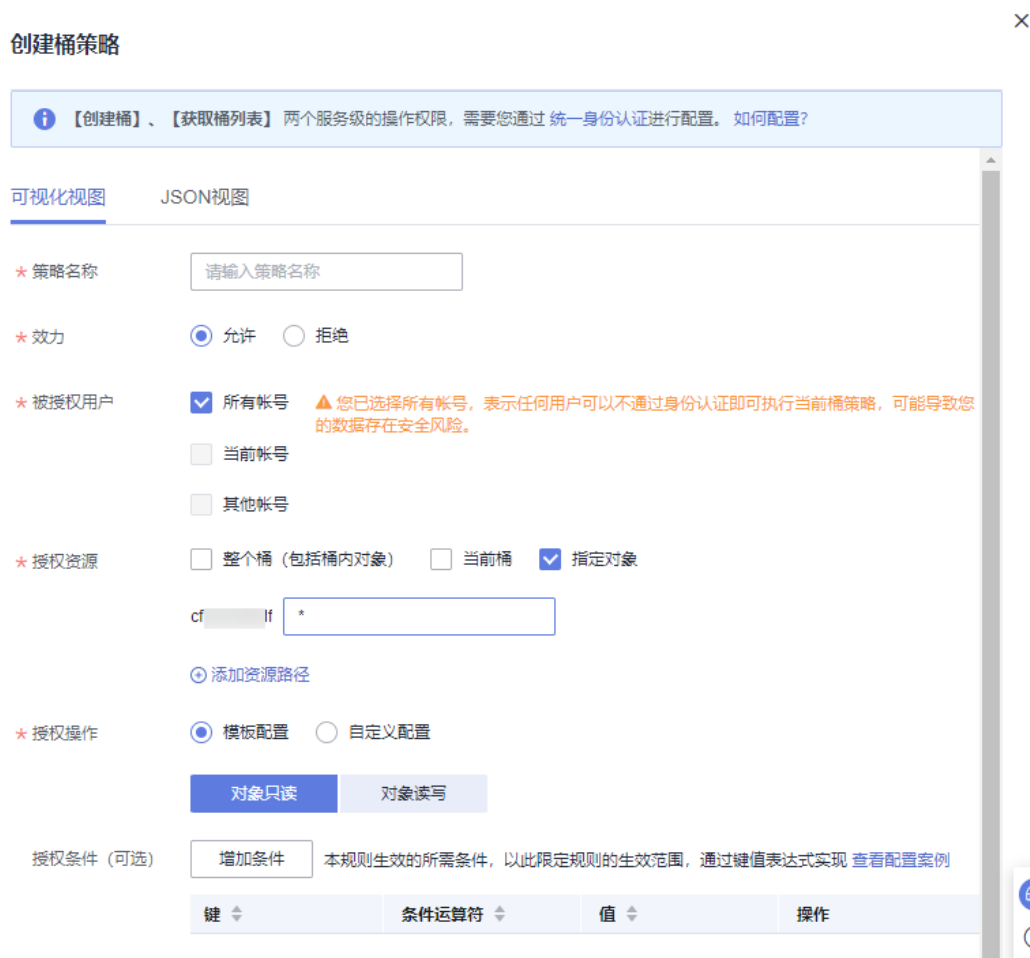 创建桶策略
【创建桶】、【获取桶列表】 两个服务级的操作权限，需要您通过 统一身份认证进行配置。 如何配置?
可视化视图 JSON视图
* 策略名称 请输入策略名称
* 效力 允许 拒绝
* 被授权用户 所有帐号 您已选择所有帐号，表示任何用户可以不通过身份认证即可执行当前桶策略，可能导致您
的数据存在安全风险。
当前帐号
其他帐号
* 授权资源 整个桶（包括桶内对象） 当前桶 指定对象
cf lf *
添加资源路径
* 授权操作 模板配置 自定义配置
对象只读 对象读写
授权条件（可选） 增加条件 本规则生效的所需条件，以此限定规则的生效范围，通过键值表达式实现 查看配置案例
键 条件运算符 值 操作